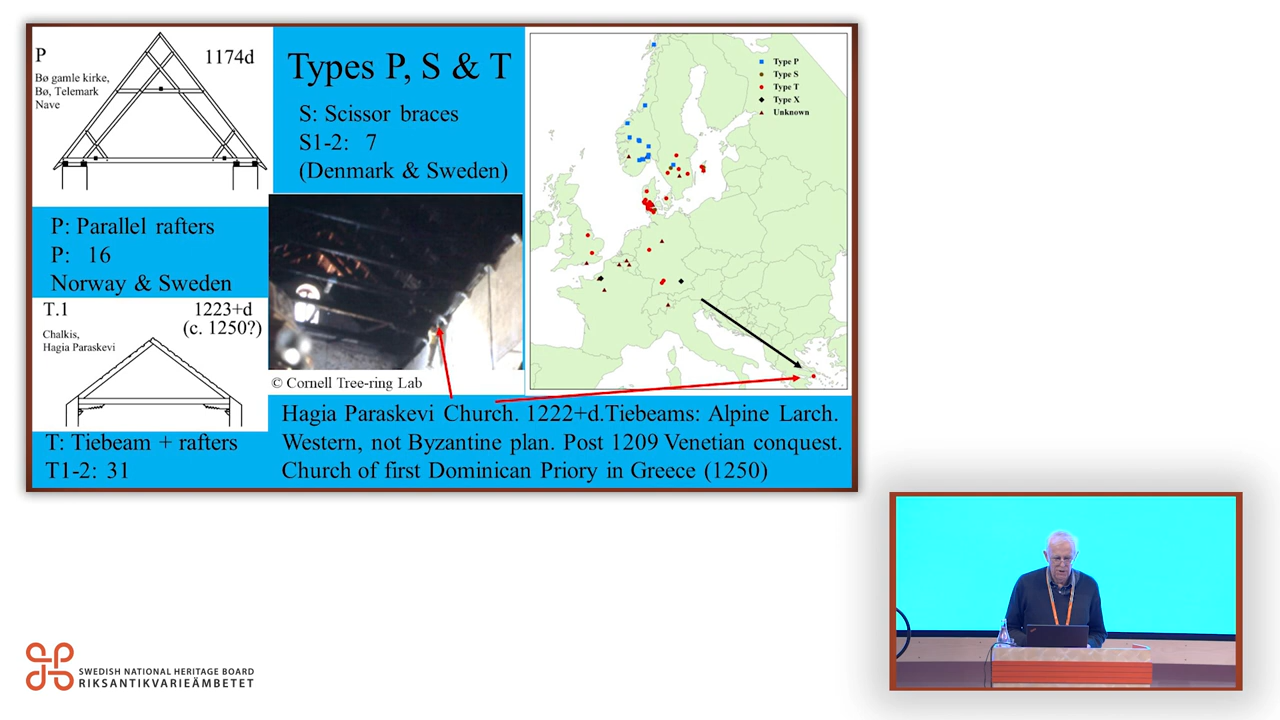 P
1174d
Bø gamle kirke,
Bø, Telemark
Nave
Types P, S & T
S: Scissor braces
S1-2: 7
(Denmark & Sweden)
Type P
Type S
Type T
Type X
Unknown
P: Parallel rafters
P: 16
Norway & Sweden
T.1
1223+d
(c. 1250?)
Chalkis,
Hagia Paraskevi
© Cornell Tree-ring Lab
T: Tiebeam + rafters
T1-2: 31
Hagia Paraskevi Church. 1222+d.Tiebeams: Alpine Larch.
Western, not Byzantine plan. Post 1209 Venetian conquest.
Church of first Dominican Priory in Greece (1250)
SWEDISH NATIONAL HERITAGE BOARD
RIKSANTIKVARIEÄMBETET